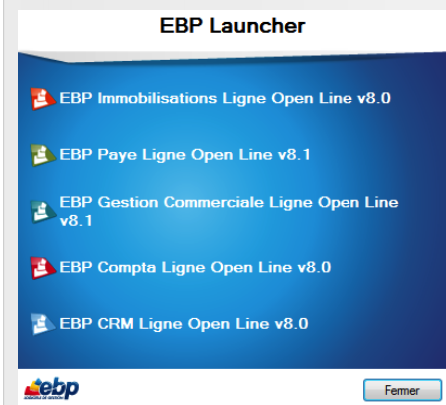 EBP Launcher
EBP Immobilisations Ligne Open Line v8.0
EBP Paye Ligne Open Line v8.1
EBP Gestion Commerciale Ligne Open Line
v8.1
EBP Compta Ligne Open Line v8.0
EBP CRM Ligne Open Line v8.0
ebp
Fermer